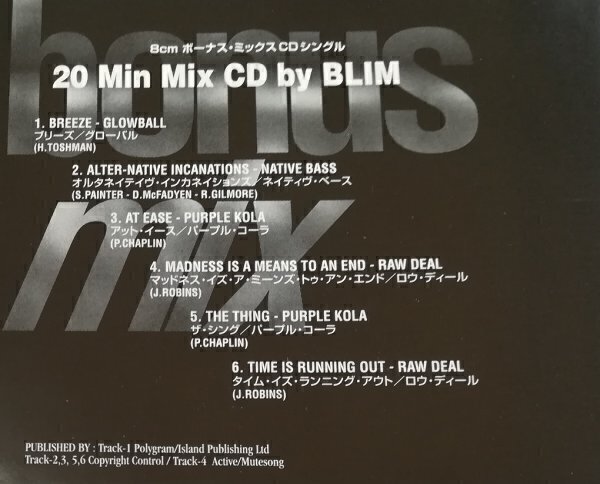 bonus
mix
8cm ボーナス・ミックスCDシングル
20 Min Mix CD by BLIM
1. BREEZE - GLOWBALL
ブリーズ／グローバル
(H.TOSHMAN)
2. ALTER-NATIVE INCANATIONS - NATIVE BASS
オルタネイティヴ・インカネイションズ／ネイティヴ・ベース
(S.PAINTER - D.McFADYEN - R.GILMORE)
3. AT EASE - PURPLE KOLA
アット・イース／パープル・コーラ
(P.CHAPLIN)
4. MADNESS IS A MEANS TO AN END - RAW DEAL
マッドネス・イズ・ア・ミーンズ・トゥ・アン・エンド／ロウ・ディール
(J.ROBINS)
5. THE THING - PURPLE KOLA
ザ・シング／パープル・コーラ
(P.CHAPLIN)
6. TIME IS RUNNING OUT - RAW DEAL
タイム・イズ・ランニング・アウト／ロウ・ディール
(J.ROBINS)
PUBLISHED BY : Track-1 Polygram/Island Publishing Ltd
Track-2,3, 5,6 Copyright Control / Track-4 Active/Mutesong